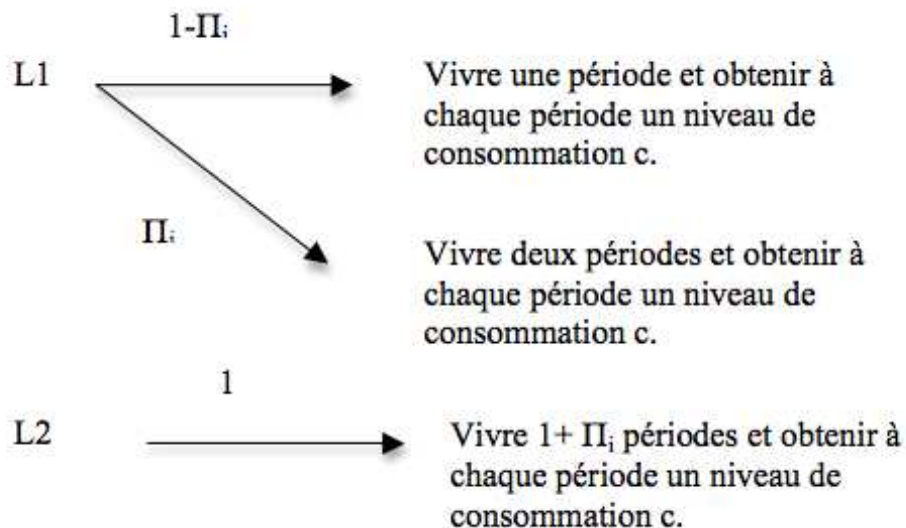 1-Πi
L1
Vivre une période et obtenir à
chaque période un niveau de
consommation c.
Πi
Vivre deux périodes et obtenir à
chaque période un niveau de
consommation c.
1
L2
Vivre 1+ Πi périodes et obtenir à
chaque période un niveau de
consommation c.